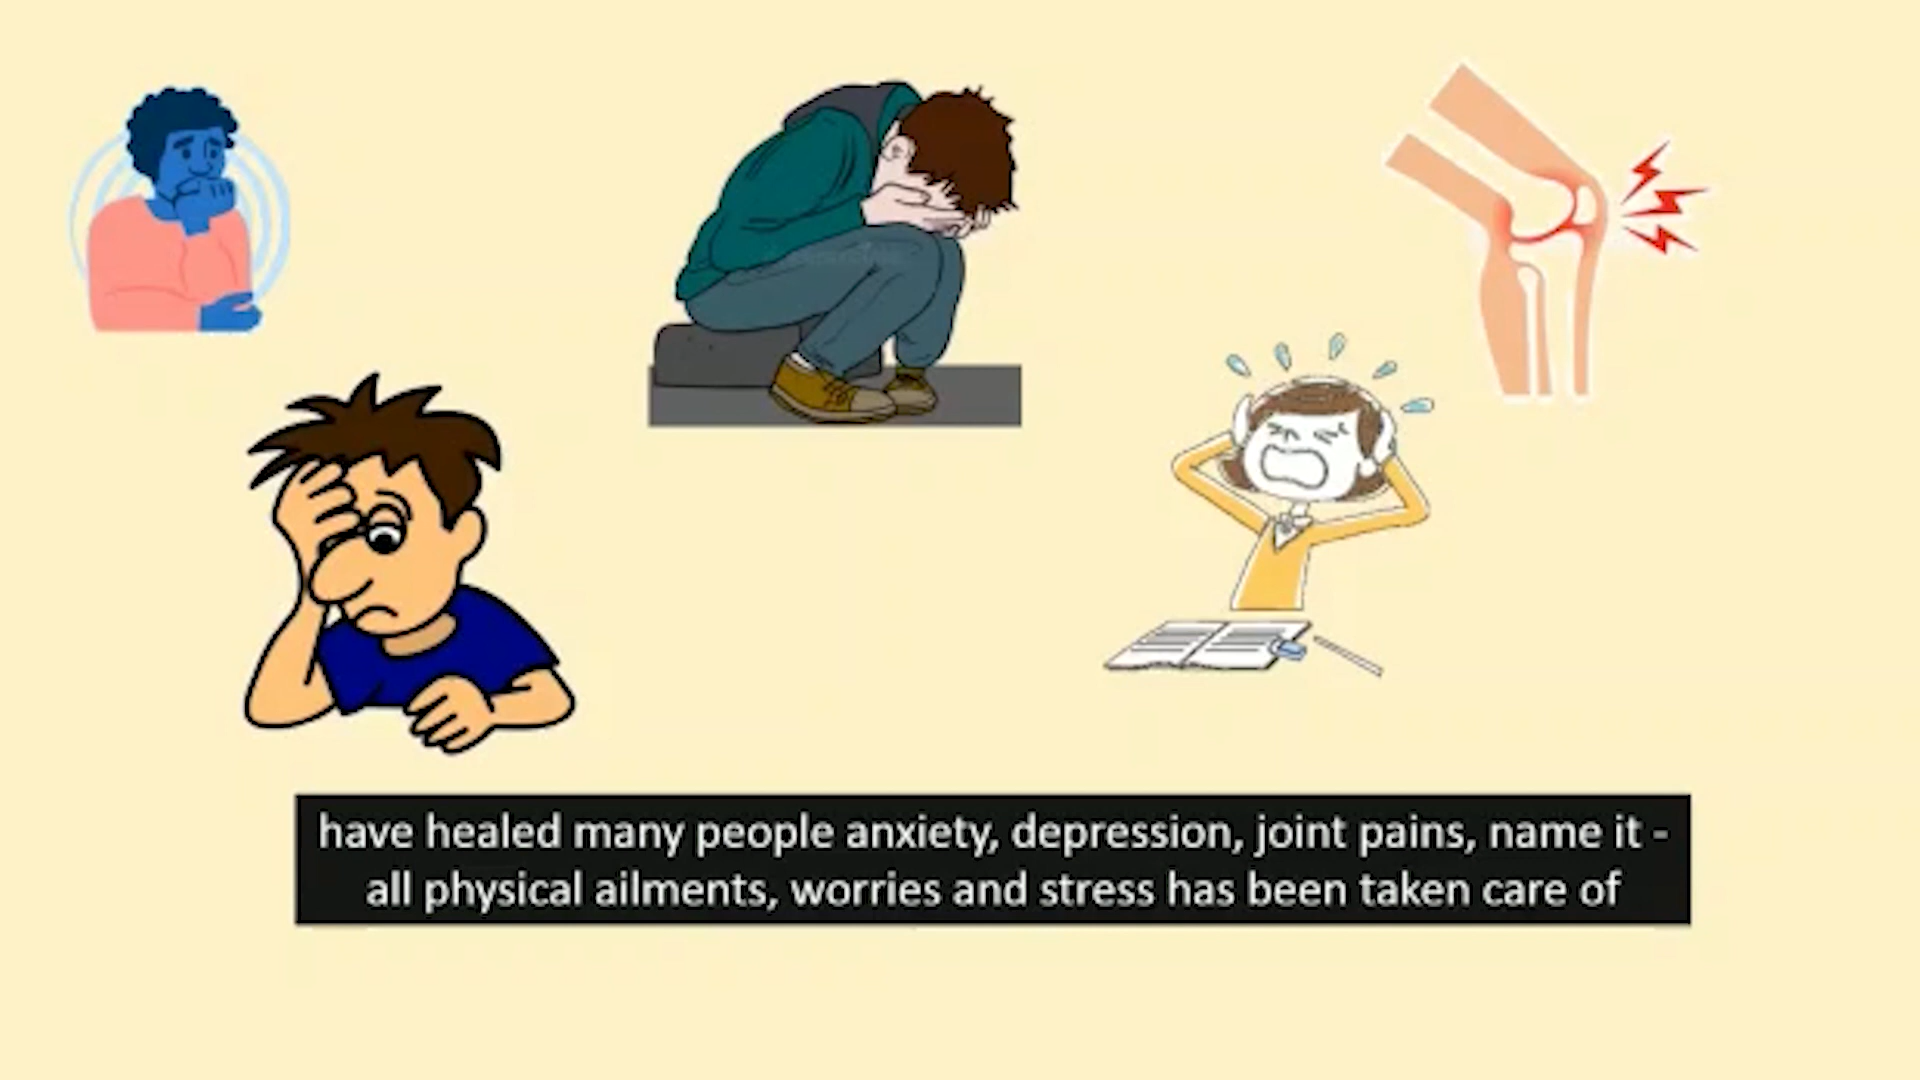 have healed many people anxiety, depression, joint pains, name it -
all physical ailments, worries and stress has been taken care of